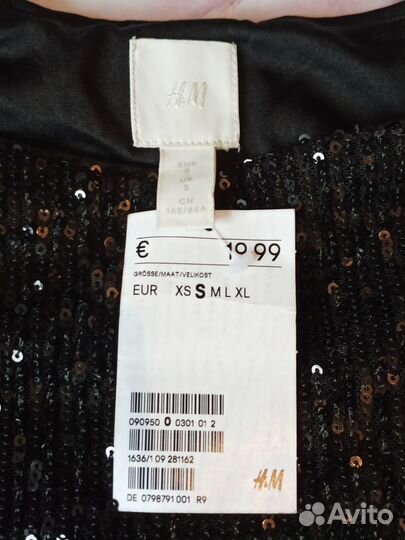 H&M
EUR
S
UK
S
CN
165/88A
€ 19.99
GRÖSSE/MAAT/VELIKOST
EUR XS S M L XL
090950 0 0301 01 2
1636/1 09 281162
H&M
DE 0798791 001 R9
Avito